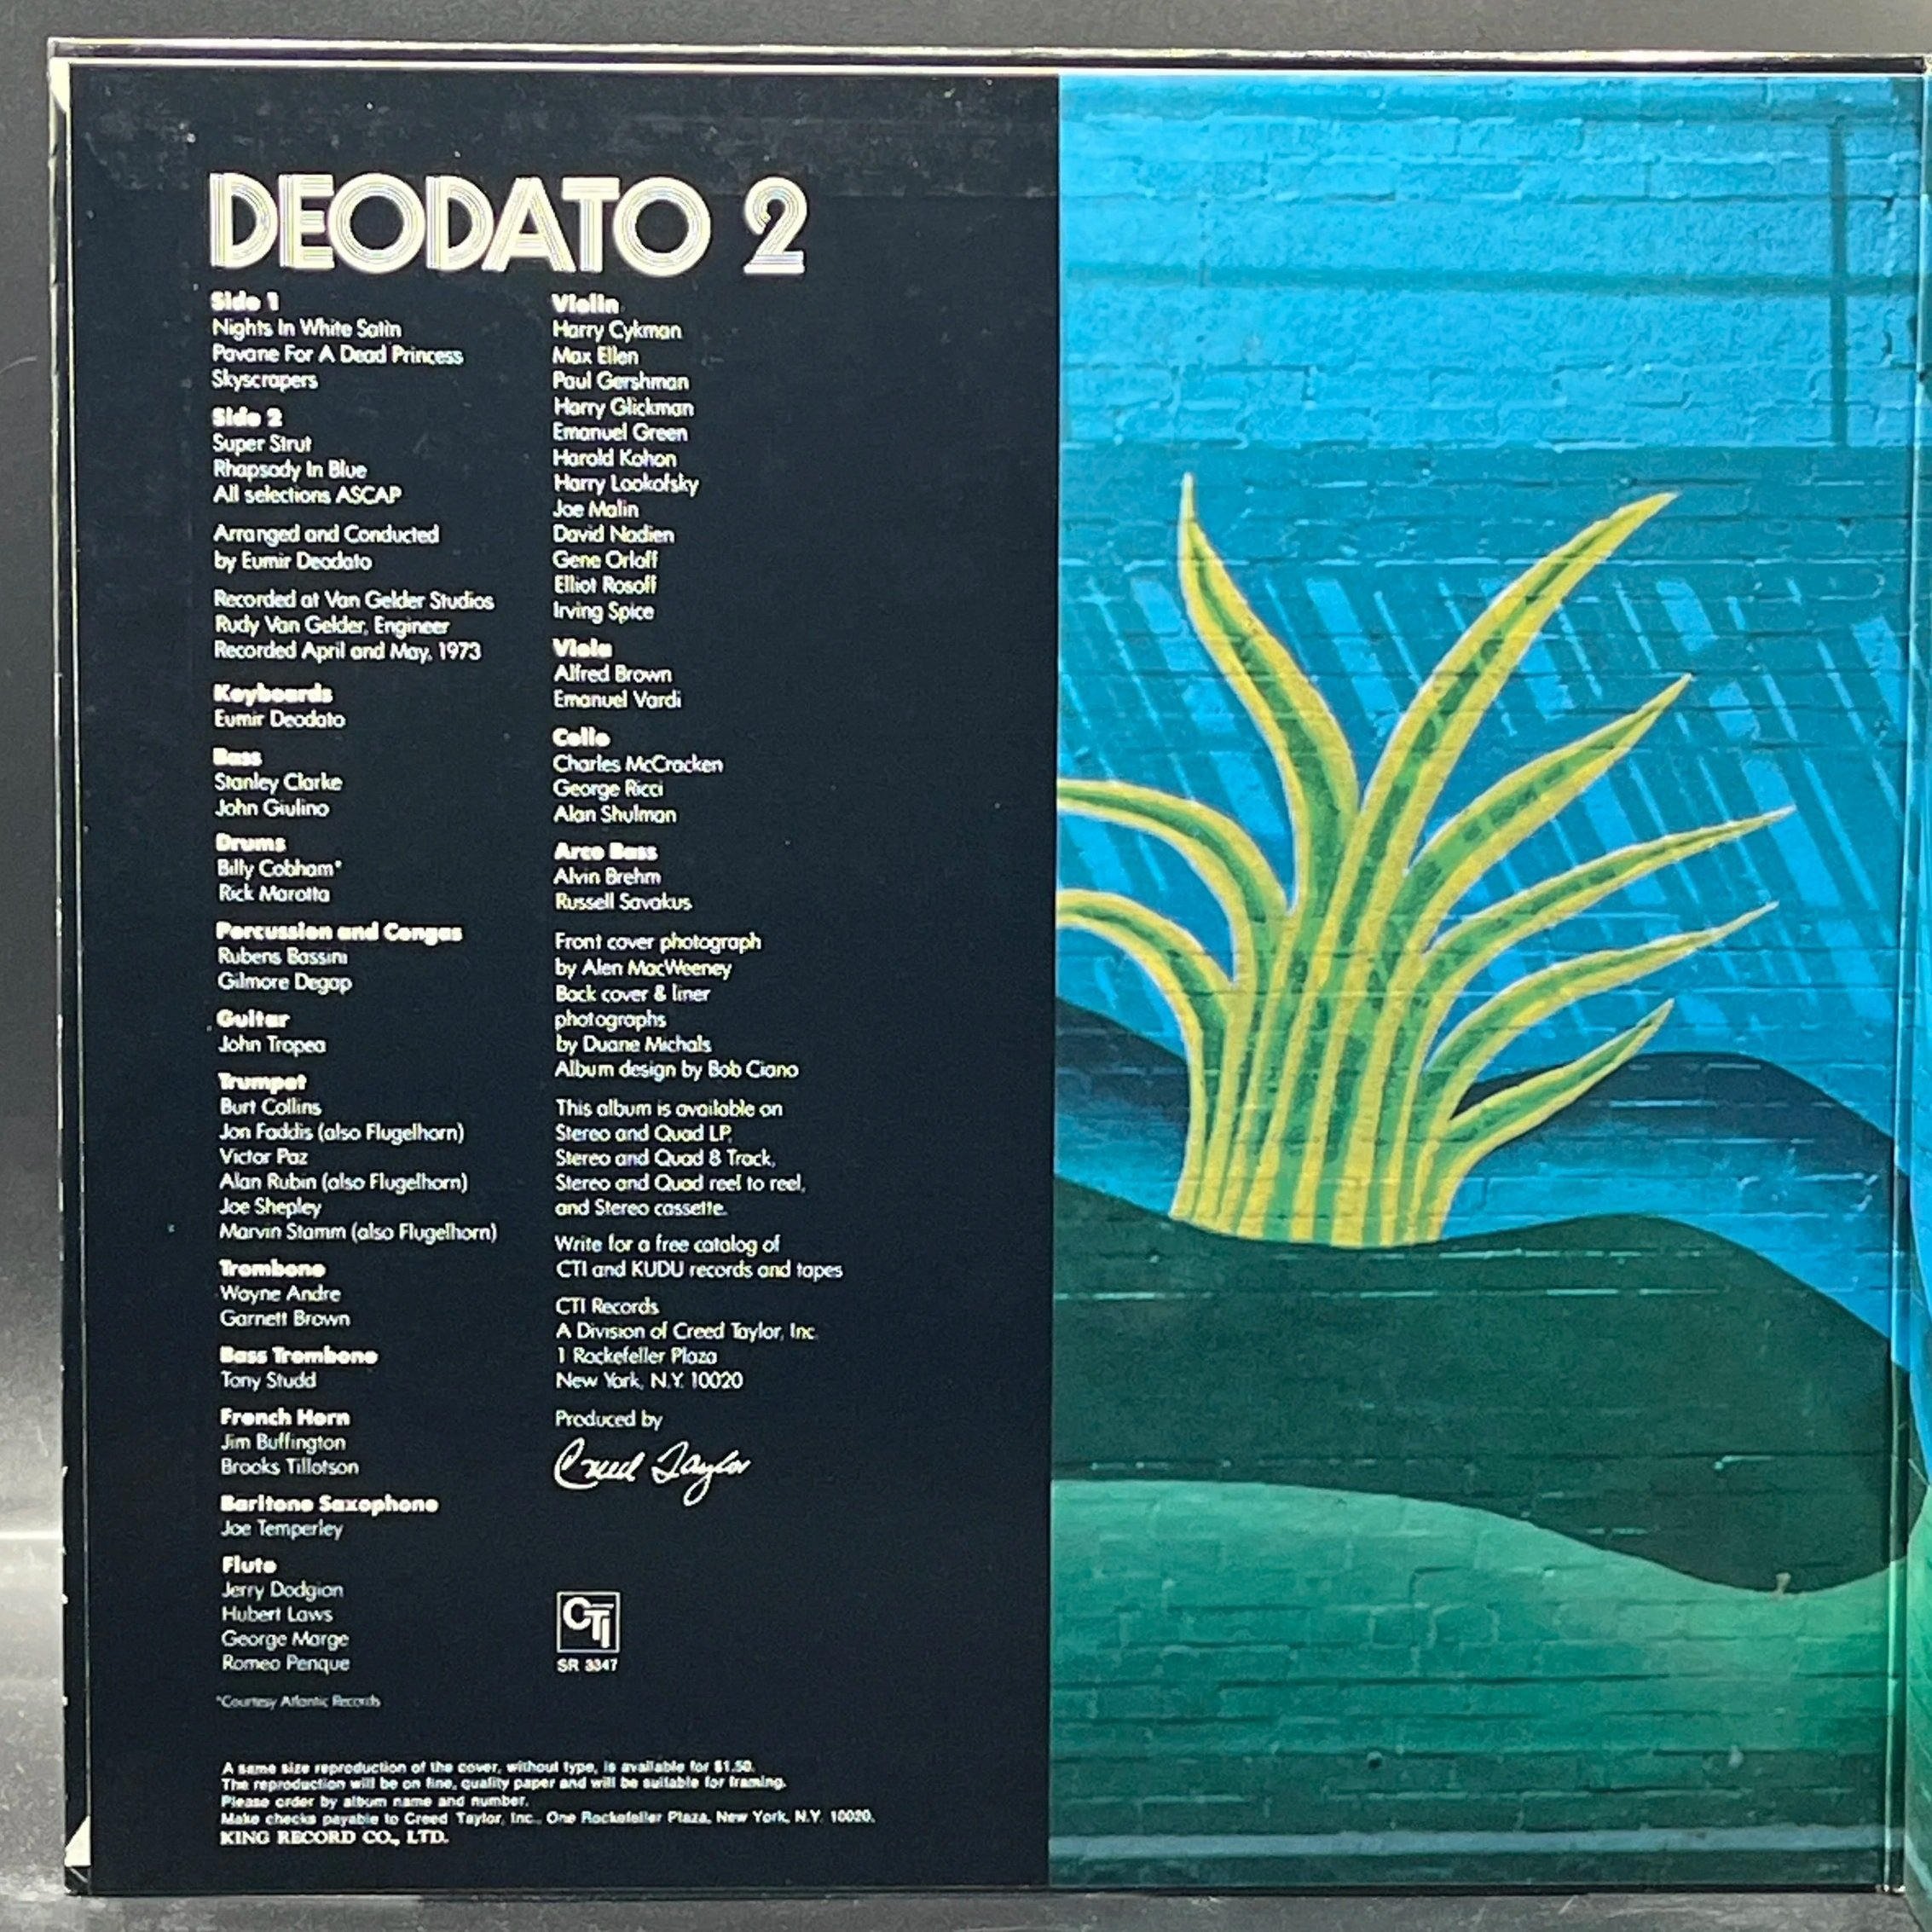 DEODATO 2
Side 1
Nights In White Satin
Pavane For A Dead Princess
Skyscrapers
Side 2
Super Strut
Rhapsody In Blue
All selections ASCAP
Arranged and Conducted
by Eumir Deodato
Recorded at Van Gelder Studios
Rudy Van Gelder, Engineer
Recorded April and May, 1973
Keyboards
Eumir Deodato
Bass
Stanley Clarke
John Giulino
Drums
Billy Cobham*
Rick Marotta
Percussion and Congas
Rubens Bassini
Gilmore Degap
Guitar
John Tropea
Trumpet
Burt Collins
Jon Faddis (also Flugelhorn)
Victor Paz
Alan Rubin (also Flugelhorn)
Joe Shepley
Marvin Stamm (also Flugelhorn)
Trombone
Wayne Andre
Garnett Brown
Bass Trombone
Tony Studd
French Horn
Jim Buffington
Brooks Tillotson
Baritone Saxophone
Joe Temperley
Flute
Jerry Dodgion
Hubert Laws
George Marge
Romeo Penque
*Courtesy Atlantic Records
Violin
Harry Cykman
Max Ellen
Paul Gershman
Harry Glickman
Emanuel Green
Harold Kohon
Harry Lookofsky
Joe Malin
David Nadien
Gene Orloff
Elliot Rosoff
Irving Spice
Viola
Alfred Brown
Emanuel Vardi
Cello
Charles McCracken
George Ricci
Alan Shulman
Arco Bass
Alvin Brehm
Russell Savakus
Front cover photograph
by Alen MacWeeney
Back cover & liner
photographs
by Duane Michals
Album design by Bob Ciano
This album is available on
Stereo and Quad LP,
Stereo and Quad 8 Track,
Stereo and Quad reel to reel,
and Stereo cassette.
Write for a free catalog of
CTI and KUDU records and tapes
CTI Records
A Division of Creed Taylor, Inc.
1 Rockefeller Plaza
New York, N.Y. 10020
Produced by
Creed Taylor
CTI
SR 3347
A same size reproduction of the cover, without type, is available for $1.50.
The reproduction will be on fine, quality paper and will be suitable for framing.
Please order by album name and number.
Make checks payable to Creed Taylor, Inc., One Rockefeller Plaza, New York, N.Y. 10020.
KING RECORD CO., LTD.